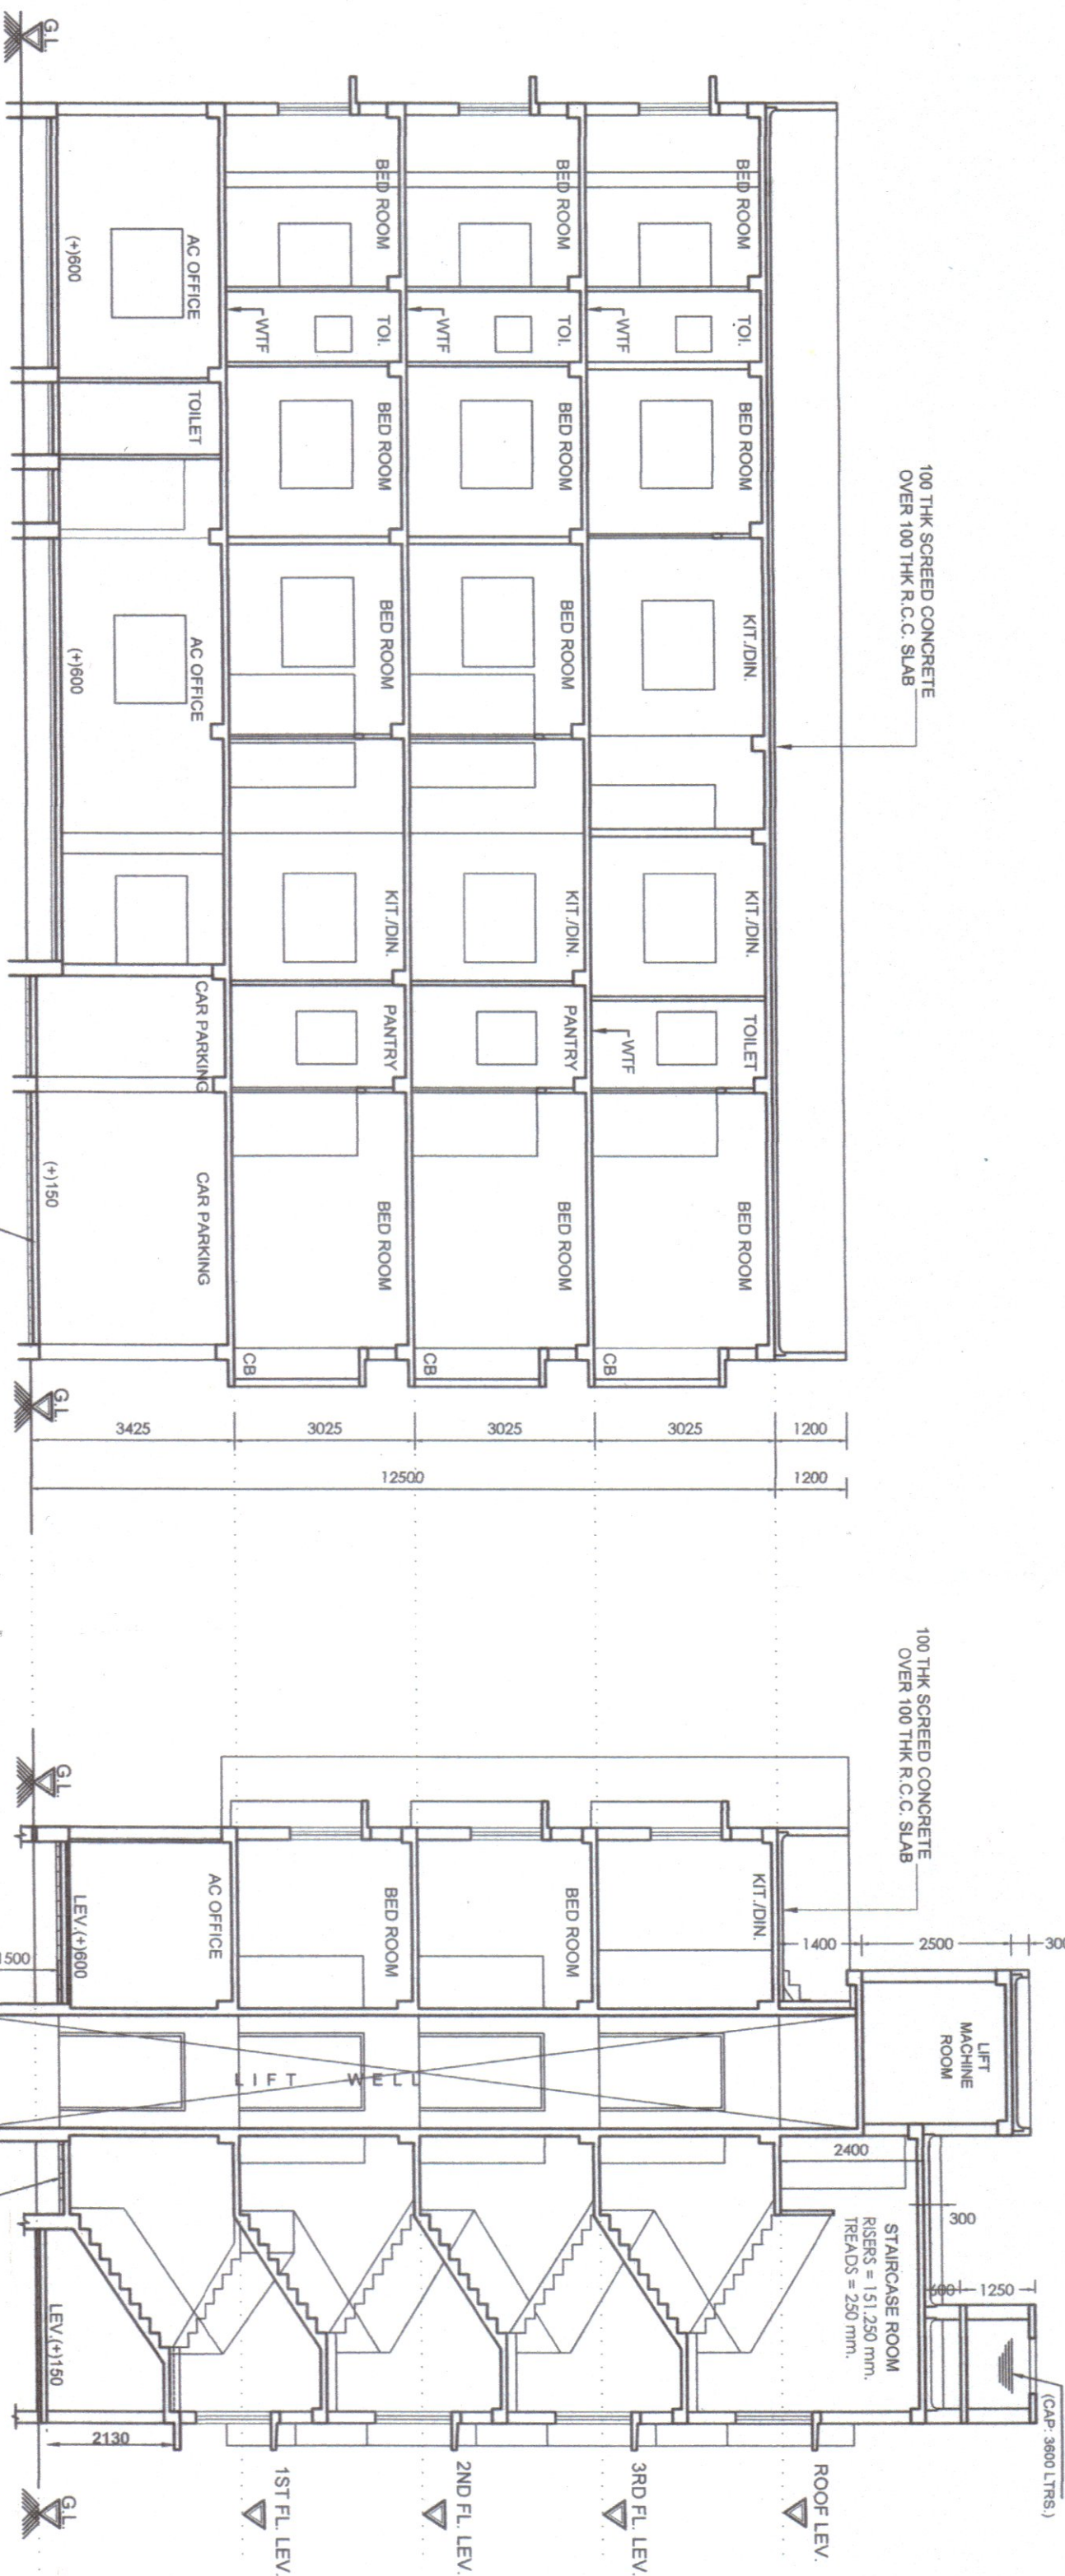 100 THK SCREED CONCRETE
OVER 100 THK R.C.C. SLAB
BED ROOM
TOI.
WTF
BED ROOM
KIT./DIN.
KIT./DIN.
TOILET
WTF
BED ROOM
CB
BED ROOM
TOI.
WTF
BED ROOM
BED ROOM
KIT./DIN.
PANTRY
BED ROOM
CB
BED ROOM
TOI.
WTF
BED ROOM
BED ROOM
KIT./DIN.
PANTRY
BED ROOM
CB
AC OFFICE
(+)600
TOILET
AC OFFICE
(+)600
CAR PARKING
CAR PARKING
(+)150
G.L.
G.L.
1200
3025
3025
3025
3425
1200
12500
100 THK SCREED CONCRETE
OVER 100 THK R.C.C. SLAB
300
2500
1400
LIFT
MACHINE
ROOM
2400
300
600
1250
(CAP: 3600 LTRS.)
STAIRCASE ROOM
RISERS = 151.250 mm.
TREADS = 250 mm.
KIT./DIN.
BED ROOM
BED ROOM
AC OFFICE
LEV.(+)600
1500
LIFT WELL
LEV.(+)150
2130
ROOF LEV.
3RD FL. LEV.
2ND FL. LEV.
1ST FL. LEV.
G.L.
G.L.